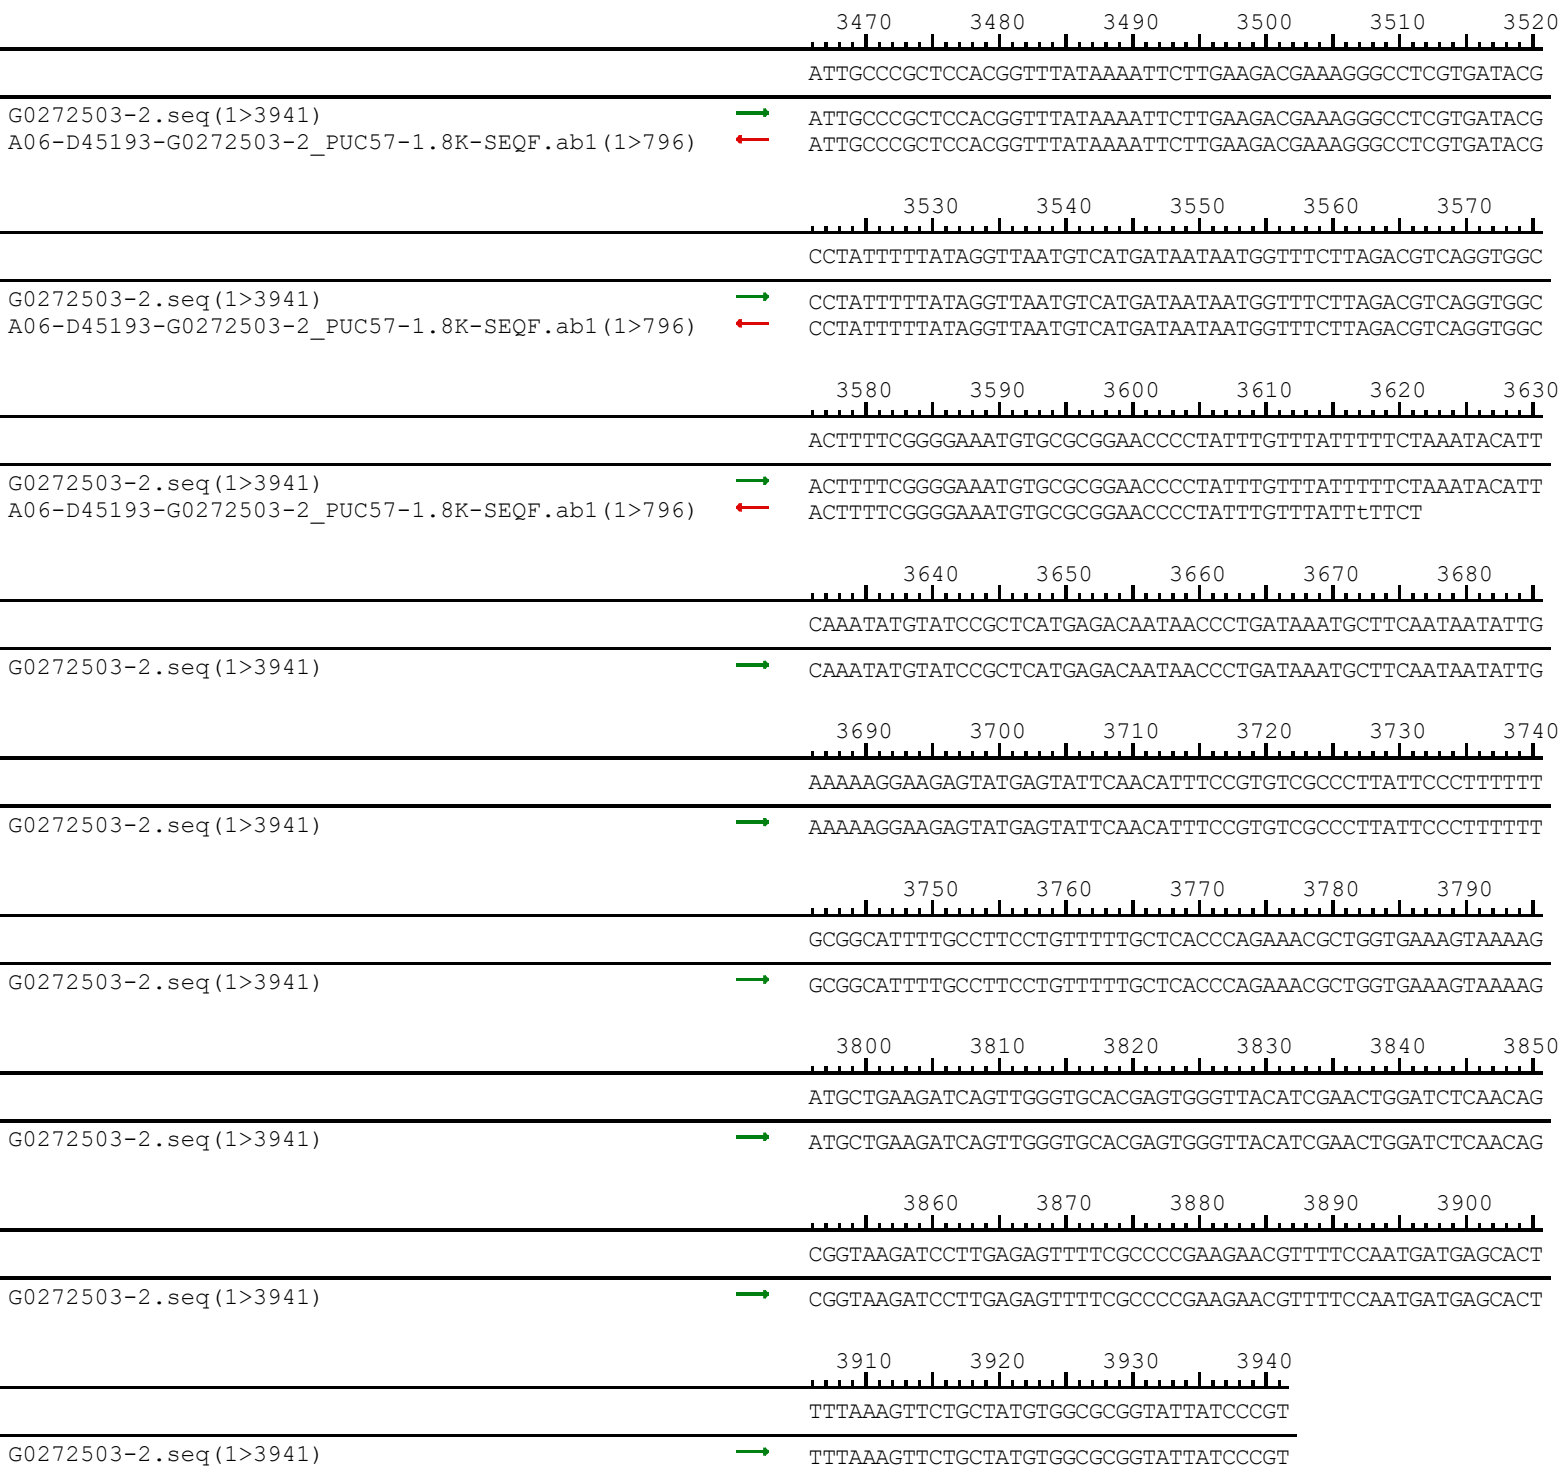 3470 3480 3490 3500 3510 3520
ATTGCCCGCTCCACGGTTTATAAAATTCTTGAAGACGAAAGGGCCTCGTGATACG
G0272503-2.seq(1>3941) ATTGCCCGCTCCACGGTTTATAAAATTCTTGAAGACGAAAGGGCCTCGTGATACG
A06-D45193-G0272503-2_PUC57-1.8K-SEQF.ab1(1>796) ATTGCCCGCTCCACGGTTTATAAAATTCTTGAAGACGAAAGGGCCTCGTGATACG
3530 3540 3550 3560 3570
CCTATTTTTATAGGTTAATGTCATGATAATAATGGTTTCTTAGACGTCAGGTGGC
G0272503-2.seq(1>3941) CCTATTTTTATAGGTTAATGTCATGATAATAATGGTTTCTTAGACGTCAGGTGGC
A06-D45193-G0272503-2_PUC57-1.8K-SEQF.ab1(1>796) CCTATTTTTATAGGTTAATGTCATGATAATAATGGTTTCTTAGACGTCAGGTGGC
3580 3590 3600 3610 3620 3630
ACTTTTCGGGGAAATGTGCGCGGAACCCCTATTTGTTTATTTTTCTAAATACATT
G0272503-2.seq(1>3941) ACTTTTCGGGGAAATGTGCGCGGAACCCCTATTTGTTTATTTTTCTAAATACATT
A06-D45193-G0272503-2_PUC57-1.8K-SEQF.ab1(1>796) ACTTTTCGGGGAAATGTGCGCGGAACCCCTATTTGTTTATTtTTCT
3640 3650 3660 3670 3680
CAAATATGTATCCGCTCATGAGACAATAACCCTGATAAATGCTTCAATAATATTG
G0272503-2.seq(1>3941) CAAATATGTATCCGCTCATGAGACAATAACCCTGATAAATGCTTCAATAATATTG
3690 3700 3710 3720 3730 3740
AAAAAGGAAGAGTATGAGTATTCAACATTTCCGTGTCGCCCTTATTCCCTTTTTT
G0272503-2.seq(1>3941) AAAAAGGAAGAGTATGAGTATTCAACATTTCCGTGTCGCCCTTATTCCCTTTTTT
3750 3760 3770 3780 3790
GCGGCATTTTGCCTTCCTGTTTTTGCTCACCCAGAAACGCTGGTGAAAGTAAAAG
G0272503-2.seq(1>3941) GCGGCATTTTGCCTTCCTGTTTTTGCTCACCCAGAAACGCTGGTGAAAGTAAAAG
3800 3810 3820 3830 3840 3850
ATGCTGAAGATCAGTTGGGTGCACGAGTGGGTTACATCGAACTGGATCTCAACAG
G0272503-2.seq(1>3941) ATGCTGAAGATCAGTTGGGTGCACGAGTGGGTTACATCGAACTGGATCTCAACAG
3860 3870 3880 3890 3900
CGGTAAGATCCTTGAGAGTTTTCGCCCCGAAGAACGTTTTCCAATGATGAGCACT
G0272503-2.seq(1>3941) CGGTAAGATCCTTGAGAGTTTTCGCCCCGAAGAACGTTTTCCAATGATGAGCACT
3910 3920 3930 3940
TTTAAAGTTCTGCTATGTGGCGCGGTATTATCCCGT
G0272503-2.seq(1>3941) TTTAAAGTTCTGCTATGTGGCGCGGTATTATCCCGT